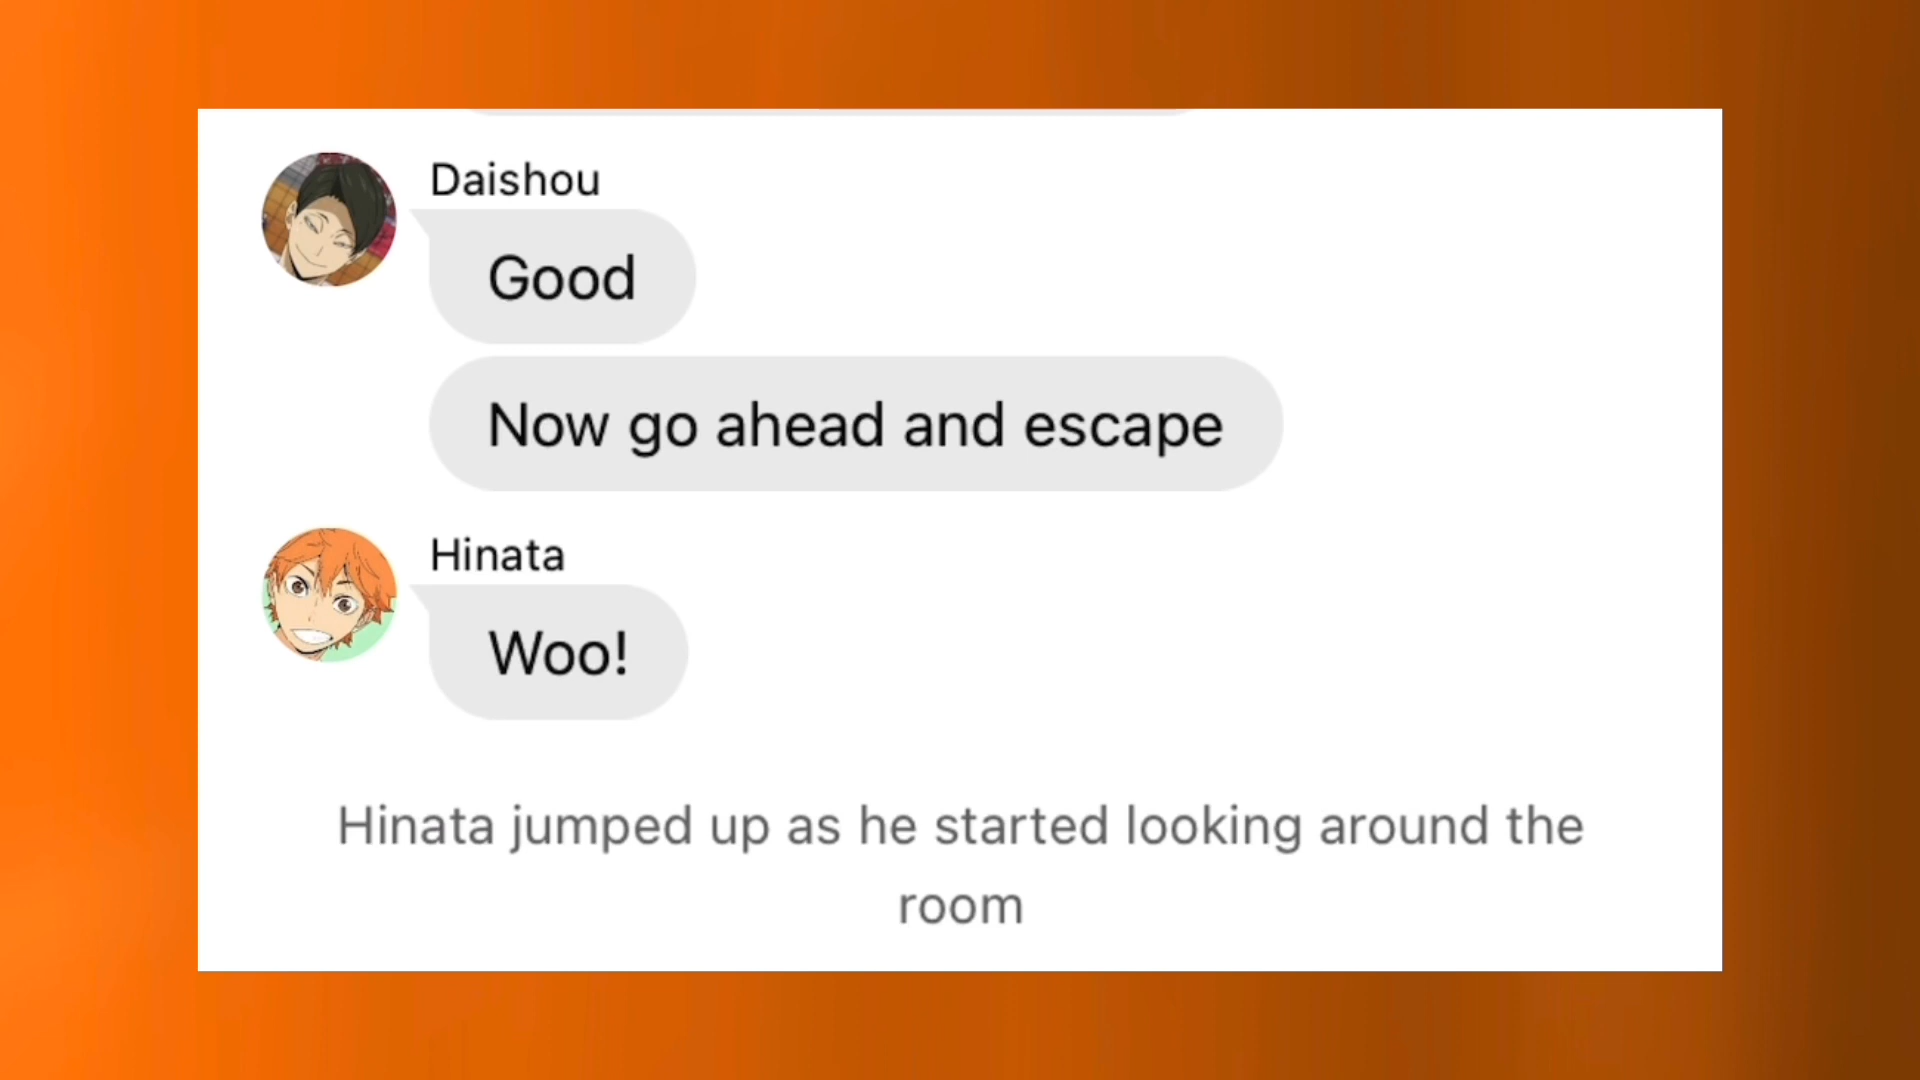 Daishou
Good
Now go ahead and escape
Hinata
Woo!
Hinata jumped up as he started looking around the
room